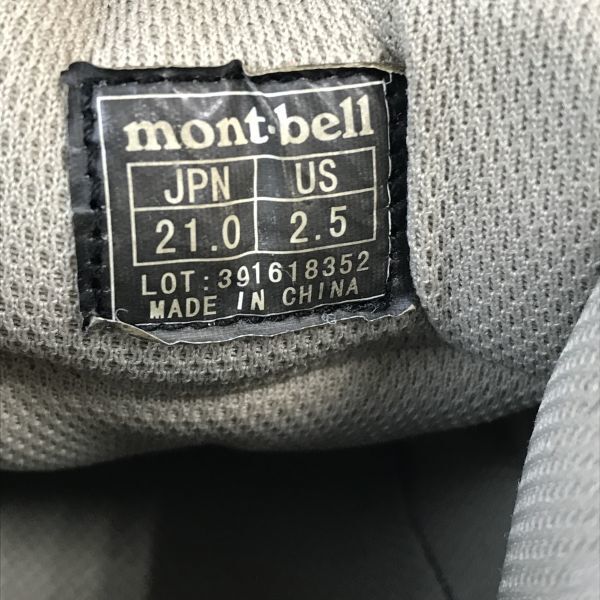 mont·bell
JPN US
21.0 2.5
LOT:391618352
MADE IN CHINA